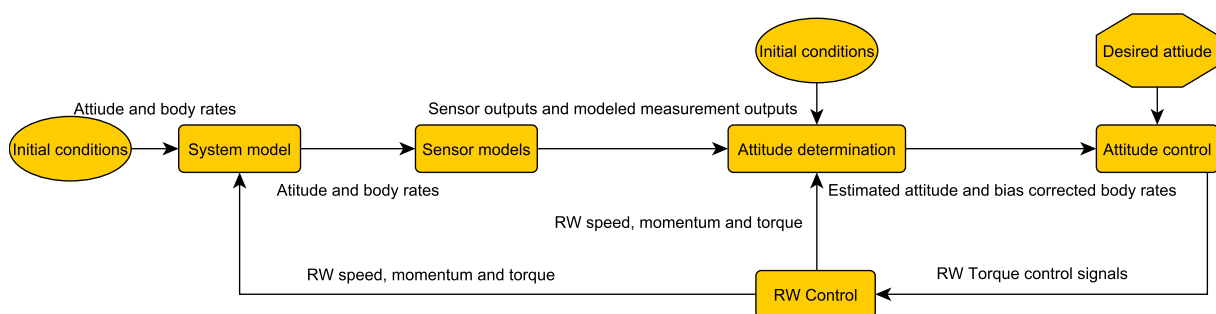 Initial conditions
Desired attiude
Attiude and body rates
Sensor outputs and modeled measurement outputs
Initial conditions
System model
Sensor models
Attitude determination
Attitude control
Atitude and body rates
Estimated attitude and bias corrected body rates
RW speed, momentum and torque
RW speed, momentum and torque
RW Torque control signals
RW Control